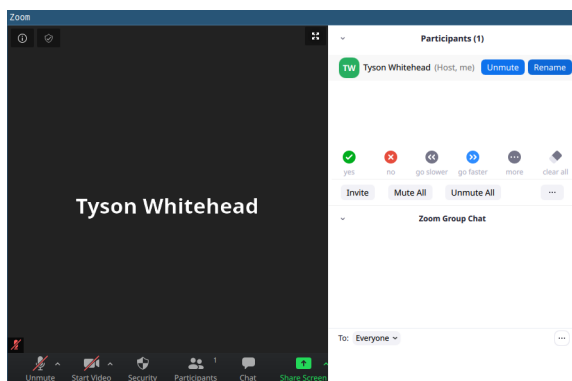 Zoom
Participants (1)
TW Tyson Whitehead (Host, me) Unmute Rename
yes no go slower go faster more clear all
Invite Mute All Unmute All ...
Tyson Whitehead
Zoom Group Chat
To: Everyone ...
1
Unmute Start Video Security Participants Chat Share Screen